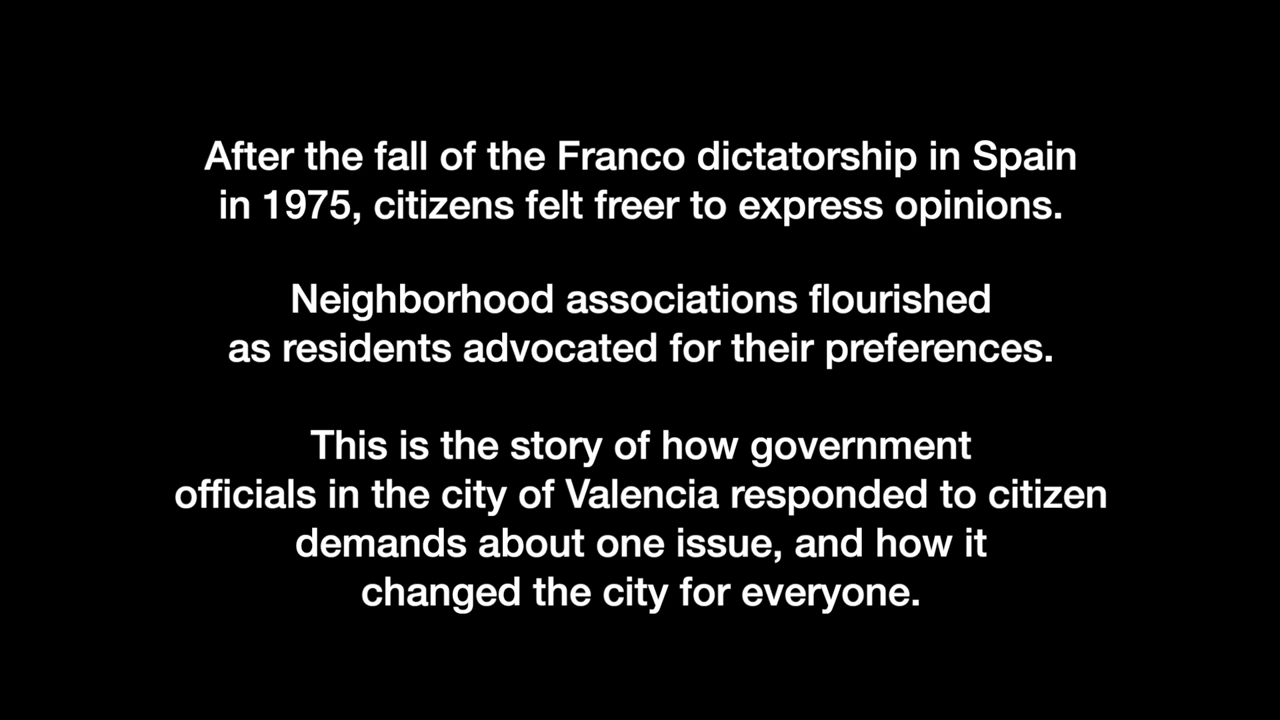 After the fall of the Franco dictatorship in Spain
in 1975, citizens felt freer to express opinions.
Neighborhood associations flourished
as residents advocated for their preferences.
This is the story of how government
officials in the city of Valencia responded to citizen
demands about one issue, and how it
changed the city for everyone.